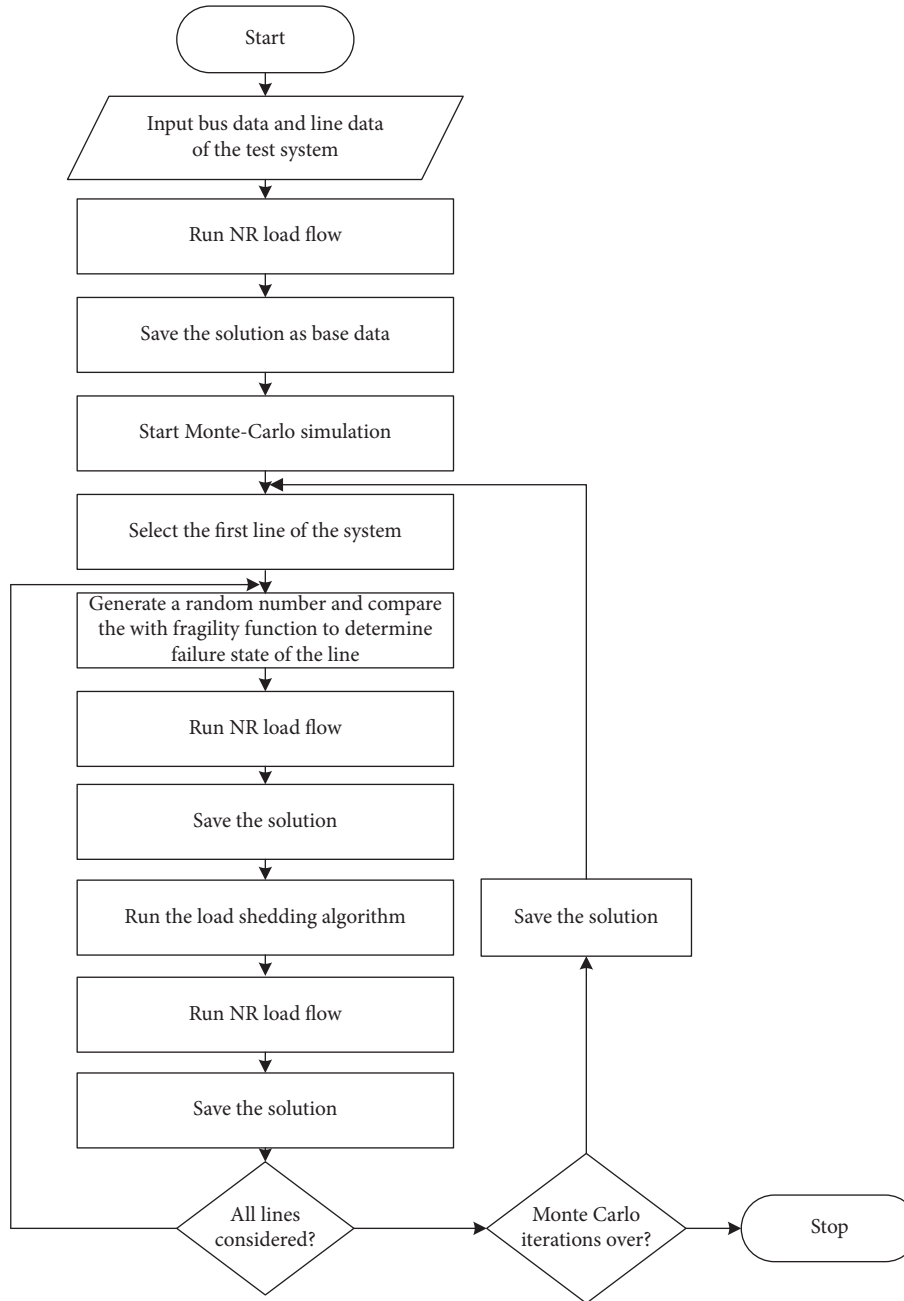 Start
Input bus data and line data
of the test system
Run NR load flow
Save the solution as base data
Start Monte-Carlo simulation
Select the first line of the system
Generate a random number and compare
the with fragility function to determine
failure state of the line
Run NR load flow
Save the solution
Run the load shedding algorithm
Save the solution
Run NR load flow
Save the solution
All lines
considered?
Monte Carlo
iterations over?
Stop